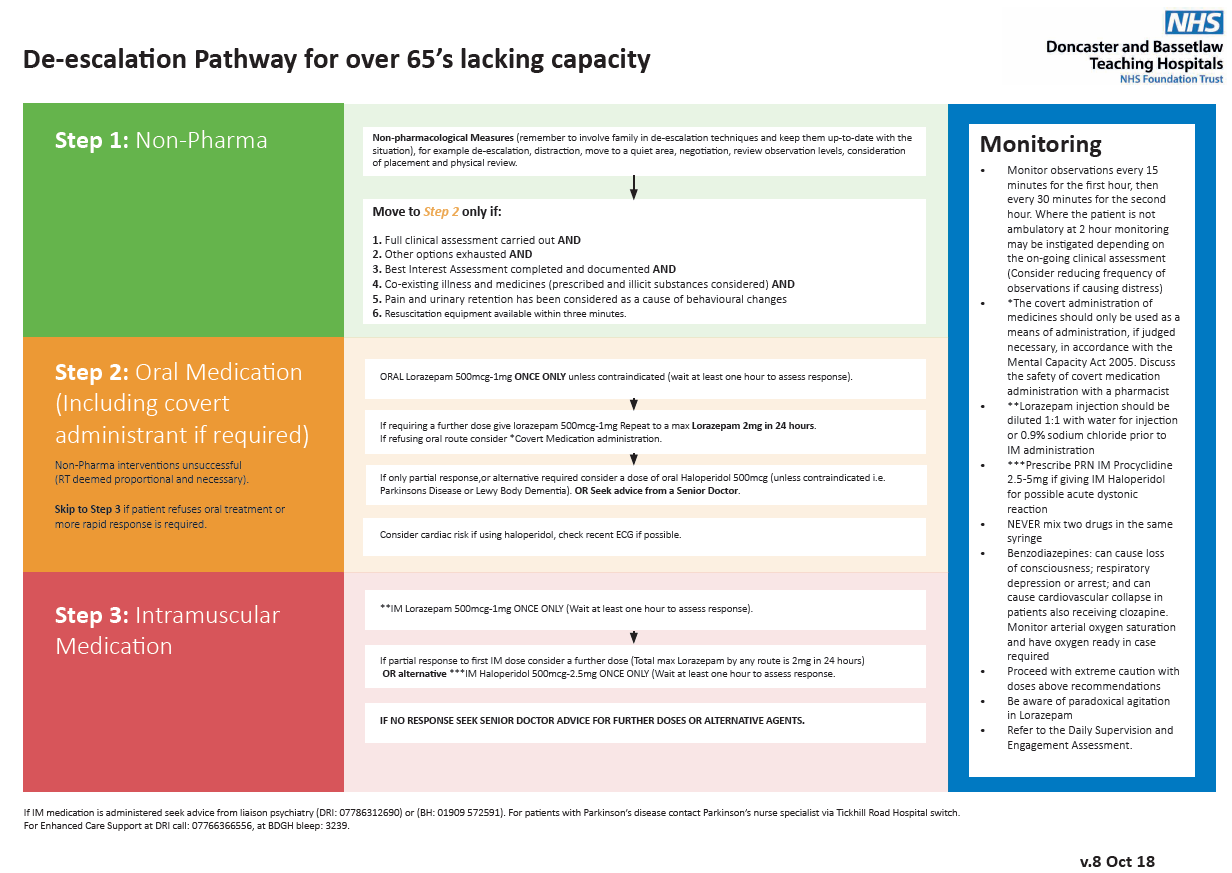 De-escalation Pathway for over 65's lacking capacity
NHS
Doncaster and Bassetlaw
Teaching Hospitals
NHS Foundation Trust
Step 1: Non-Pharma
Non-pharmacological Measures (remember to involve family in de-escalation techniques and keep them up-to-date with the
situation), for example de-escalation, distraction, move to a quiet area, negotiation, review observation levels, consideration
of placement and physical review.
Move to Step 2 only if:
1. Full clinical assessment carried out AND
2. Other options exhausted AND
3. Best Interest Assessment completed and documented AND
4. Co-existing illness and medicines (prescribed and illicit substances considered) AND
5. Pain and urinary retention has been considered as a cause of behavioural changes
6. Resuscitation equipment available within three minutes.
Step 2: Oral Medication
(Including covert
administrant if required)
Non-Pharma interventions unsuccessful
(RT deemed proportional and necessary).
Skip to Step 3 if patient refuses oral treatment or
more rapid response is required.
ORAL Lorazepam 500mcg-1mg ONCE ONLY unless contraindicated (wait at least one hour to assess response).
If requiring a further dose give lorazepam 500mcg-1mg Repeat to a max Lorazepam 2mg in 24 hours.
If refusing oral route consider *Covert Medication administration.
If only partial response,or alternative required consider a dose of oral Haloperidol 500mcg (unless contraindicated i.e.
Parkinsons Disease or Lewy Body Dementia). OR Seek advice from a Senior Doctor.
Consider cardiac risk if using haloperidol, check recent ECG if possible.
Step 3: Intramuscular
Medication
**IM Lorazepam 500mcg-1mg ONCE ONLY (Wait at least one hour to assess response).
If partial response to first IM dose consider a further dose (Total max Lorazepam by any route is 2mg in 24 hours)
OR alternative ***IM Haloperidol 500mcg-2.5mg ONCE ONLY (Wait at least one hour to assess response.
IF NO RESPONSE SEEK SENIOR DOCTOR ADVICE FOR FURTHER DOSES OR ALTERNATIVE AGENTS.
Monitoring
• Monitor observations every 15
minutes for the first hour, then
every 30 minutes for the second
hour. Where the patient is not
ambulatory at 2 hour monitoring
may be instigated depending on
the on-going clinical assessment
(Consider reducing frequency of
observations if causing distress)
• *The covert administration of
medicines should only be used as a
means of administration, if judged
necessary, in accordance with the
Mental Capacity Act 2005. Discuss
the safety of covert medication
administration with a pharmacist
• **Lorazepam injection should be
diluted 1:1 with water for injection
or 0.9% sodium chloride prior to
IM administration
• ***Prescribe PRN IM Procyclidine
2.5-5mg if giving IM Haloperidol
for possible acute dystonic
reaction
• NEVER mix two drugs in the same
syringe
• Benzodiazepines: can cause loss
of consciousness; respiratory
depression or arrest; and can
cause cardiovascular collapse in
patients also receiving clozapine.
Monitor arterial oxygen saturation
and have oxygen ready in case
required
• Proceed with extreme caution with
doses above recommendations
• Be aware of paradoxical agitation
in Lorazepam
• Refer to the Daily Supervision and
Engagement Assessment.
If IM medication is administered seek advice from liaison psychiatry (DRI: 07786312690) or (BH: 01909 572591). For patients with Parkinson's disease contact Parkinson's nurse specialist via Tickhill Road Hospital switch.
For Enhanced Care Support at DRI call: 07766366556, at BDGH bleep: 3239.
v.8 Oct 18